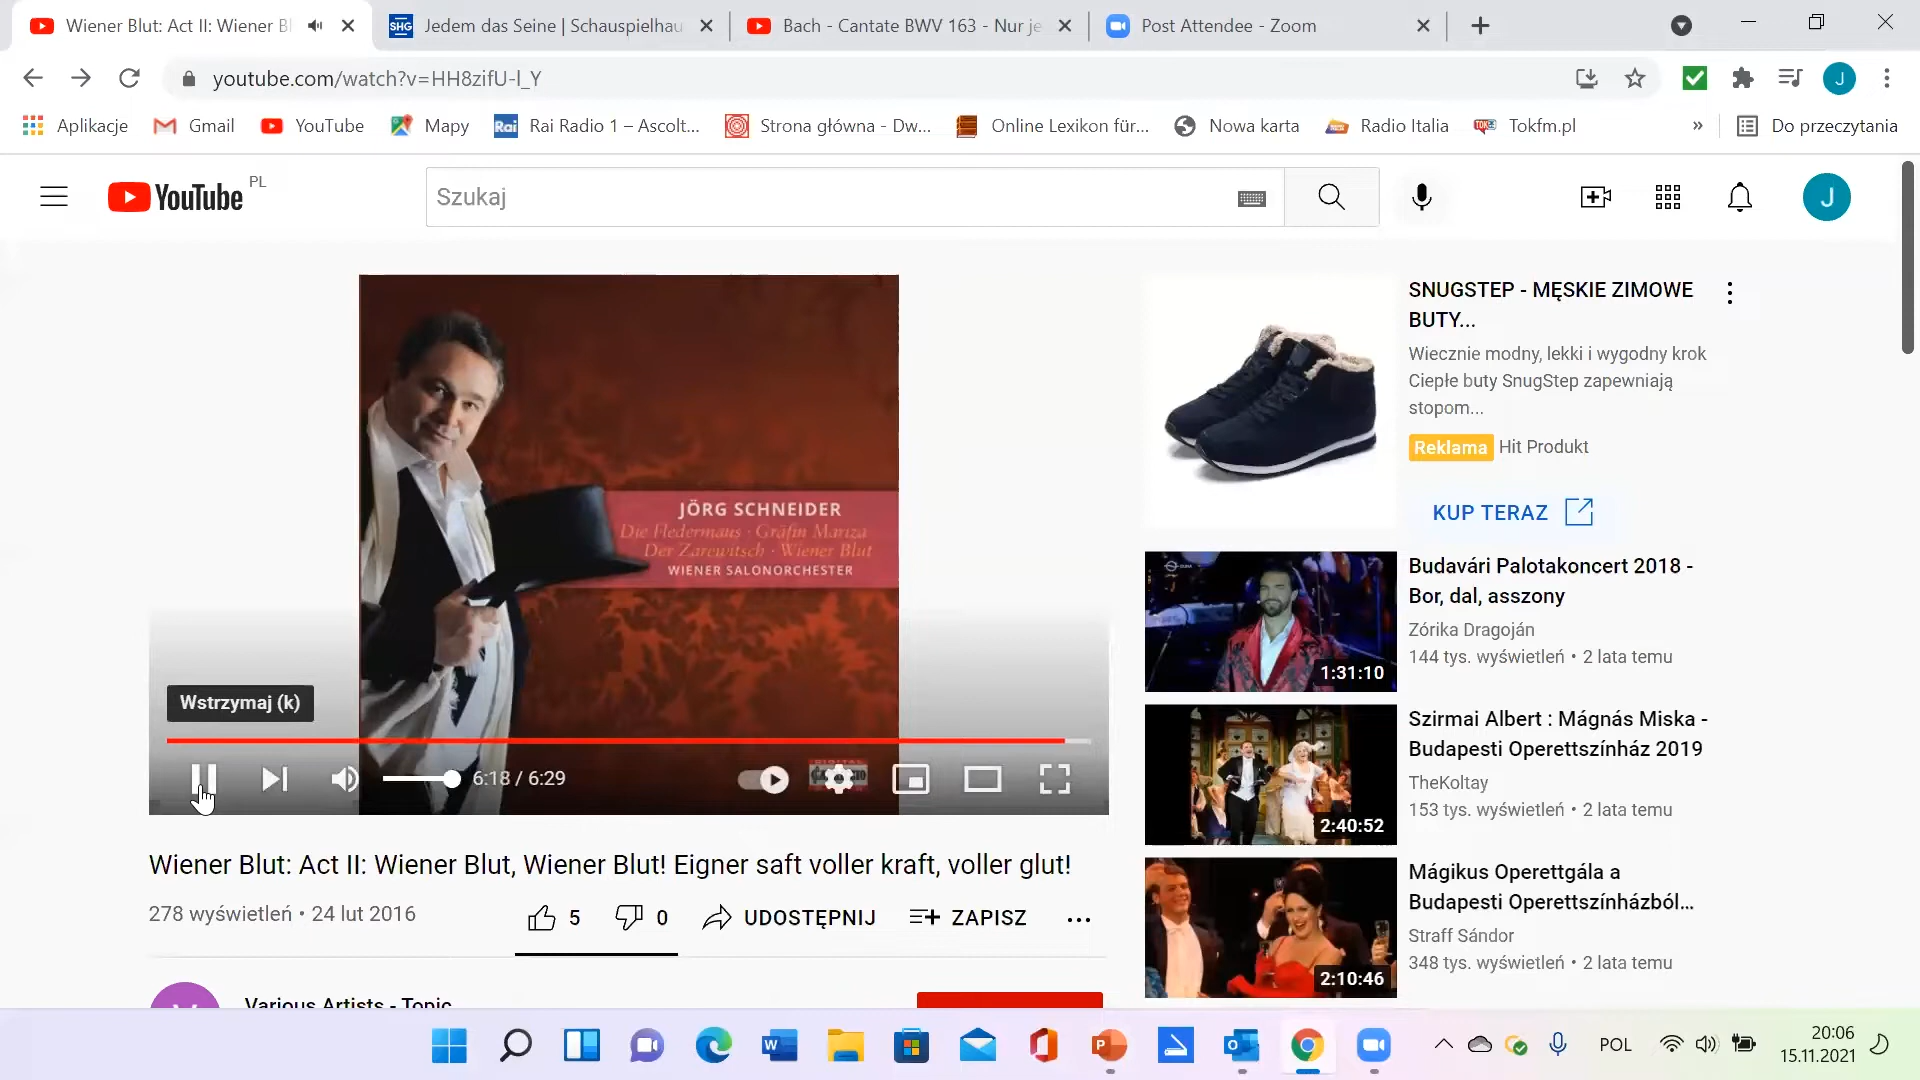 Wiener Blut: Act II: Wiener Bl
SHG
Jedem das Seine | Schauspielhau
Bach - Cantate BWV 163 - Nur je
Post Attendee - Zoom
youtube.com/watch?v=HH8zifU-l_Y
J
Aplikacje
Gmail
YouTube
Mapy
Rai
Rai Radio 1 – Ascolt...
Strona główna - Dw...
Online Lexikon für...
Nowa karta
Radio Italia
TOK
Tokfm.pl
»
Do przeczytania
YouTube
PL
Szukaj
J
JÖRG SCHNEIDER
Die Fledermaus · Gräfin Mariza
Der Zarewitsch · Wiener Blut
WIENER SALONORCHESTER
Wstrzymaj (k)
6:18 / 6:29
Wiener Blut: Act II: Wiener Blut, Wiener Blut! Eigner saft voller kraft, voller glut!
278 wyświetleń • 24 lut 2016
5
0
UDOSTĘPNIJ
ZAPISZ
Various Artists - Topic
SNUGSTEP - MĘSKIE ZIMOWE
BUTY...
Wiecznie modny, lekki i wygodny krok
Ciepłe buty SnugStep zapewniają
stopom...
Reklama Hit Produkt
KUP TERAZ
1:31:10
Budavári Palotakoncert 2018 -
Bor, dal, asszony
Zórika Dragoján
144 tys. wyświetleń • 2 lata temu
2:40:52
Szirmai Albert : Mágnás Miska -
Budapesti Operettszínház 2019
TheKoltay
153 tys. wyświetleń • 2 lata temu
2:10:46
Mágikus Operettgála a
Budapesti Operettszínházból...
Straff Sándor
348 tys. wyświetleń • 2 lata temu
POL
20:06
15.11.2021